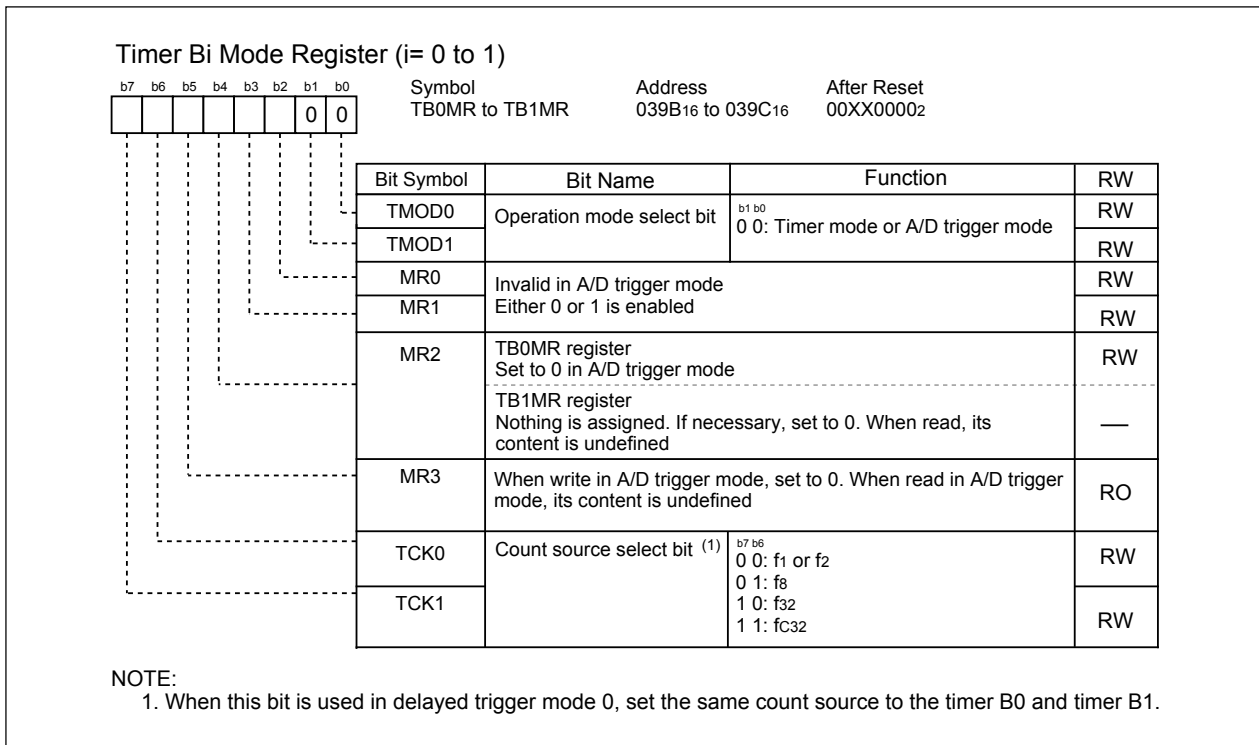 Timer Bi Mode Register (i= 0 to 1)
b7 b6 b5 b4 b3 b2 b1 b0
0 0
Symbol Address After Reset
TB0MR to TB1MR 039B16 to 039C16 00XX00002
Bit Symbol Bit Name Function RW
TMOD0 Operation mode select bit b1 b0 RW
0 0: Timer mode or A/D trigger mode
TMOD1 RW
MR0 Invalid in A/D trigger mode RW
MR1 Either 0 or 1 is enabled RW
MR2 TB0MR register RW
Set to 0 in A/D trigger mode
TB1MR register
Nothing is assigned. If necessary, set to 0. When read, its —
content is undefined
MR3 When write in A/D trigger mode, set to 0. When read in A/D trigger RO
mode, its content is undefined
TCK0 Count source select bit (1) b7 b6 RW
0 0: f1 or f2
0 1: f8
TCK1 1 0: f32 RW
1 1: fC32
NOTE:
1. When this bit is used in delayed trigger mode 0, set the same count source to the timer B0 and timer B1.